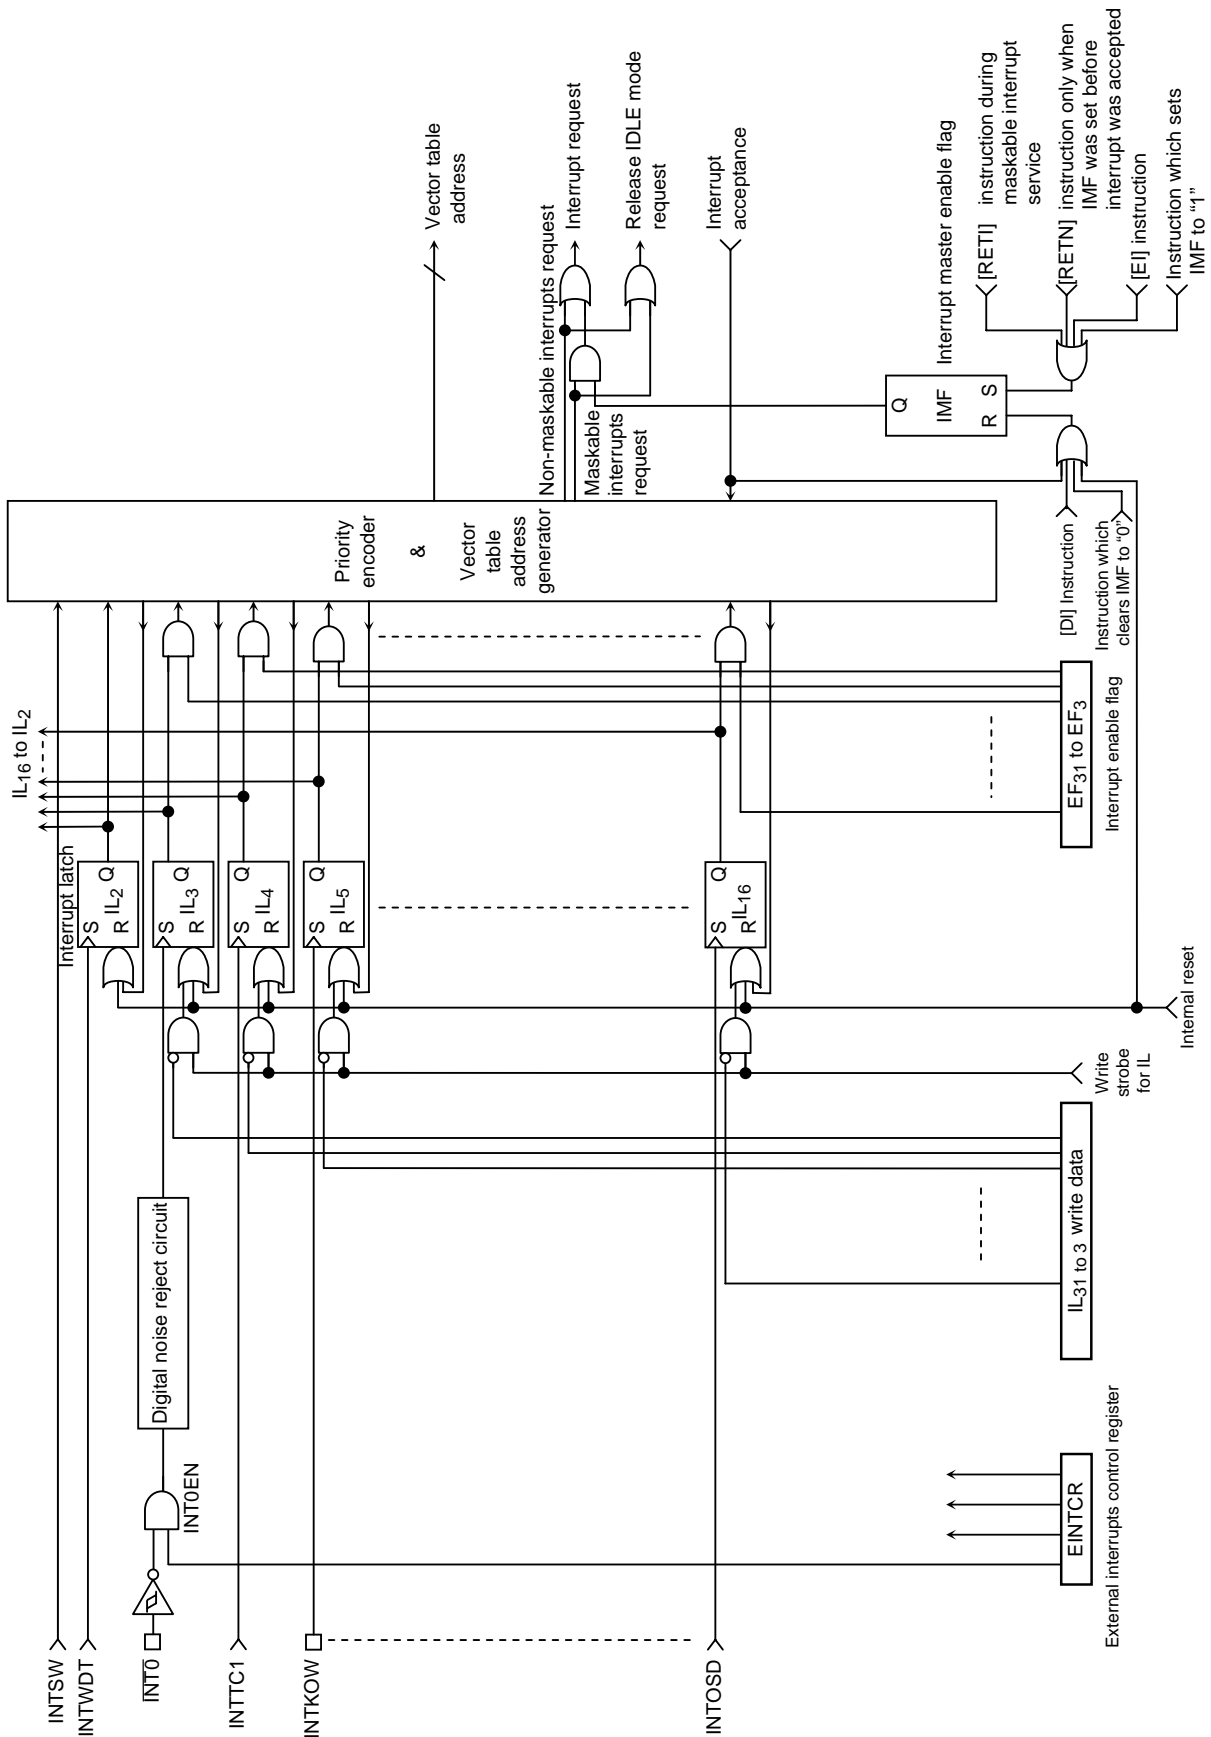 INTSW
INTWDT
INT0
INTTC1
INTKOW
INTOSD
INT0EN
Digital noise reject circuit
EINTCR
External interrupts control register
IL31 to 3 write data
Write
strobe
for IL
Internal reset
Interrupt latch
S
Q
IL2
R
S
Q
IL3
R
S
Q
IL4
R
S
Q
IL5
R
S
Q
IL16
R
IL16 to IL2
EF31 to EF3
Interrupt enable flag
Priority
encoder
&
Vector
table
address
generator
[DI] Instruction
Instruction which
clears IMF to “0”
Vector table
address
Non-maskable interrupts request
Maskable
interrupts
request
Interrupt request
Release IDLE mode
request
Interrupt
acceptance
Interrupt master enable flag
Q
IMF
R
S
[RETI] instruction during
maskable interrupt
service
[RETN] instruction only when
IMF was set before
interrupt was accepted
[EI] instruction
Instruction which sets
IMF to “1”